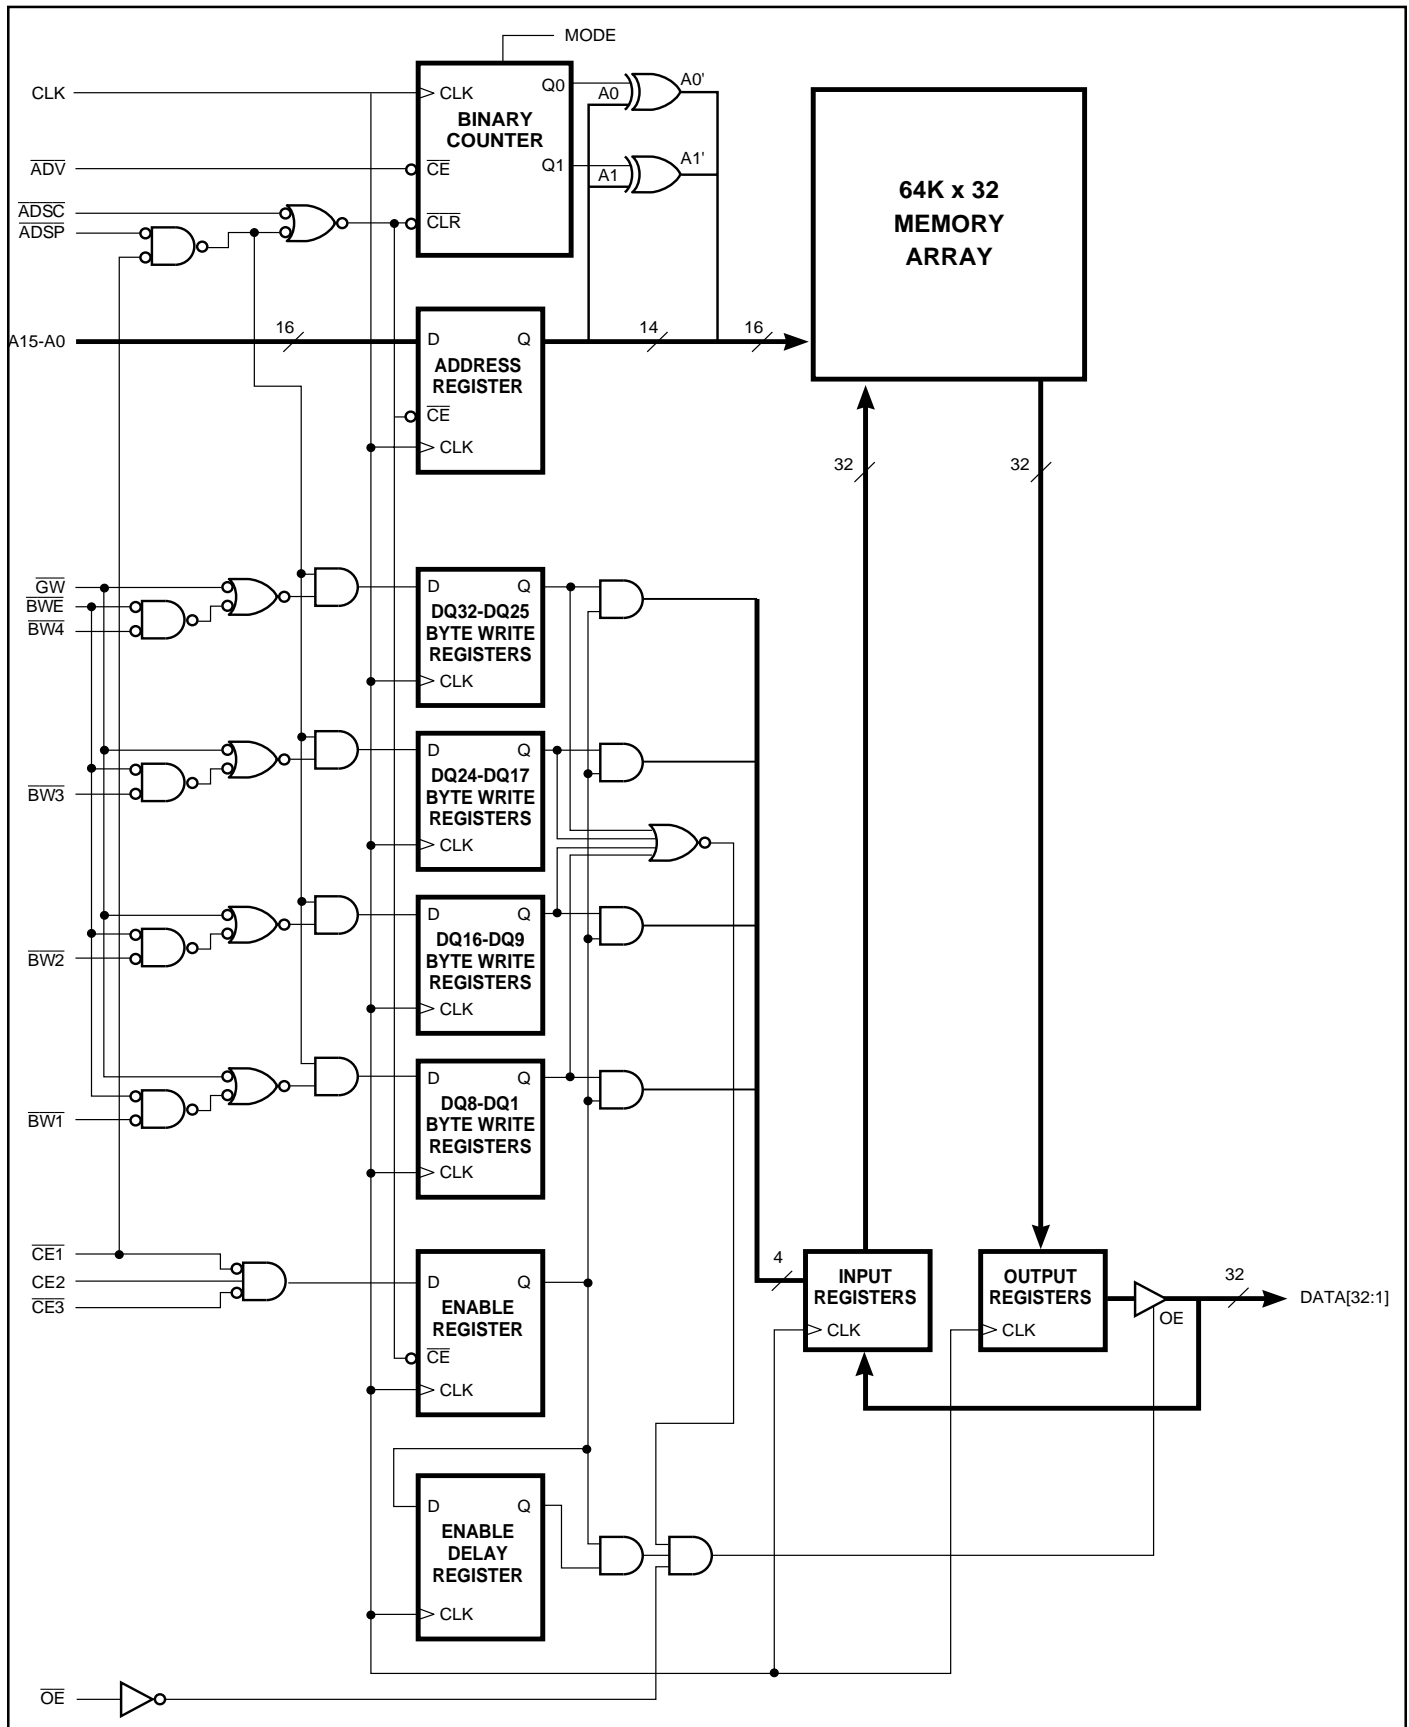 MODE
CLK
CLK
Q0
A0
A0'
BINARY
COUNTER
ADV
CE
Q1
A1
A1'
ADSC
ADSP
CLR
64K x 32
MEMORY
ARRAY
A15-A0
16
D
Q
14
16
ADDRESS
REGISTER
CE
CLK
32
32
GW
BWE
BW4
D
Q
DQ32-DQ25
BYTE WRITE
REGISTERS
CLK
BW3
D
Q
DQ24-DQ17
BYTE WRITE
REGISTERS
CLK
BW2
D
Q
DQ16-DQ9
BYTE WRITE
REGISTERS
CLK
BW1
D
Q
DQ8-DQ1
BYTE WRITE
REGISTERS
CLK
CE1
CE2
CE3
D
Q
ENABLE
REGISTER
CE
CLK
4
INPUT
REGISTERS
CLK
OUTPUT
REGISTERS
CLK
OE
32
DATA[32:1]
D
Q
ENABLE
DELAY
REGISTER
CLK
OE